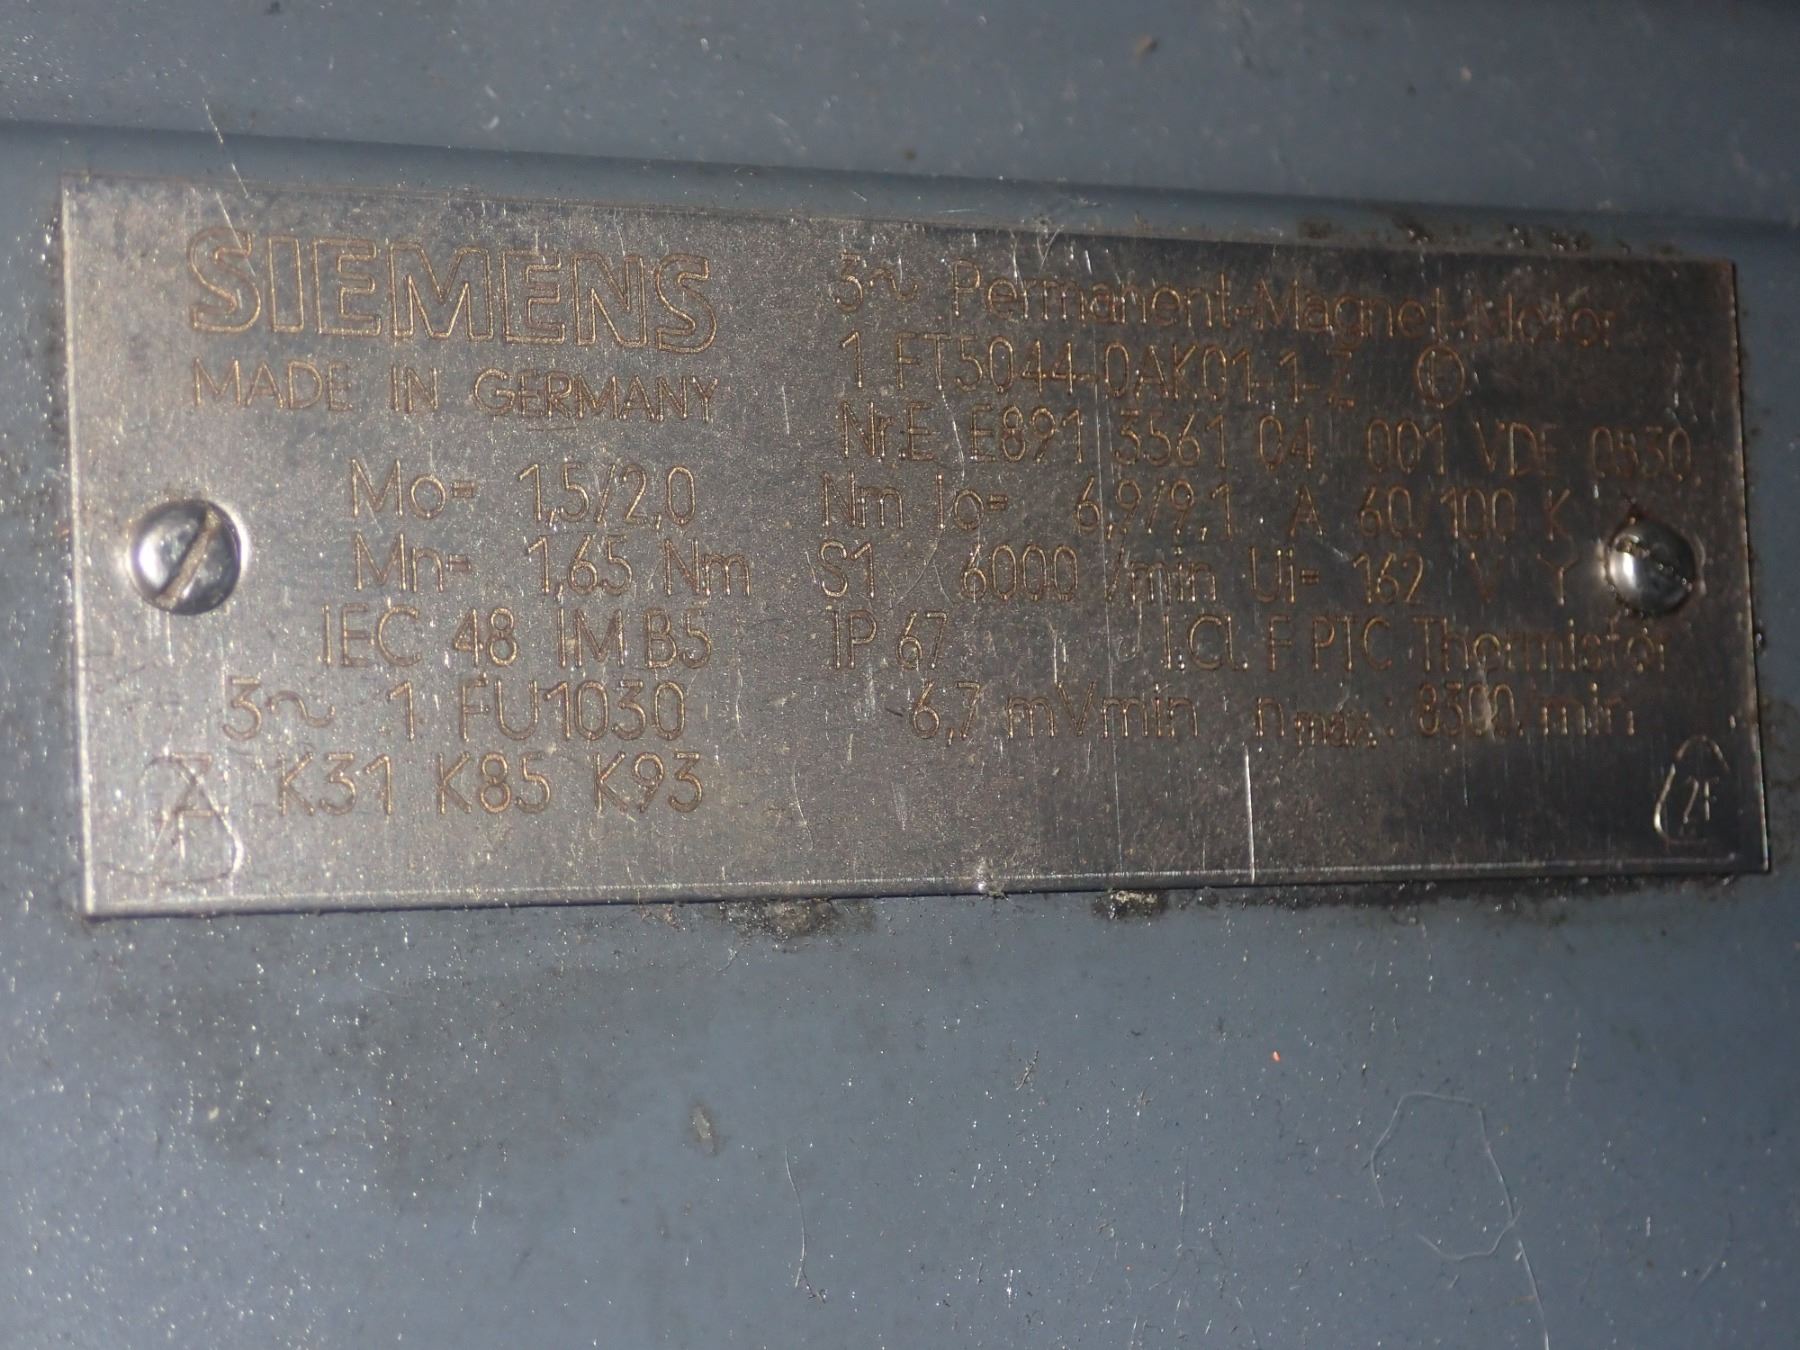 SIEMENS
MADE IN GERMANY
3~ Permanent-Magnet-Motor
1 FT5044-0AK01-1-Z
Nr.E E891 3561 04 001 VDE 0530
Mo= 1,5/2,0 Nm Io= 6,9/9,1 A 60/100 K
Mn= 1,65 Nm S1 6000 /min Ui= 162 V Y
IEC 48 IM B5 IP 67 I.CL F PTC Thermistor
3~ 1 FU1030 6,7 mVmin nmax.: 8300/min
Z K31 K85 K93